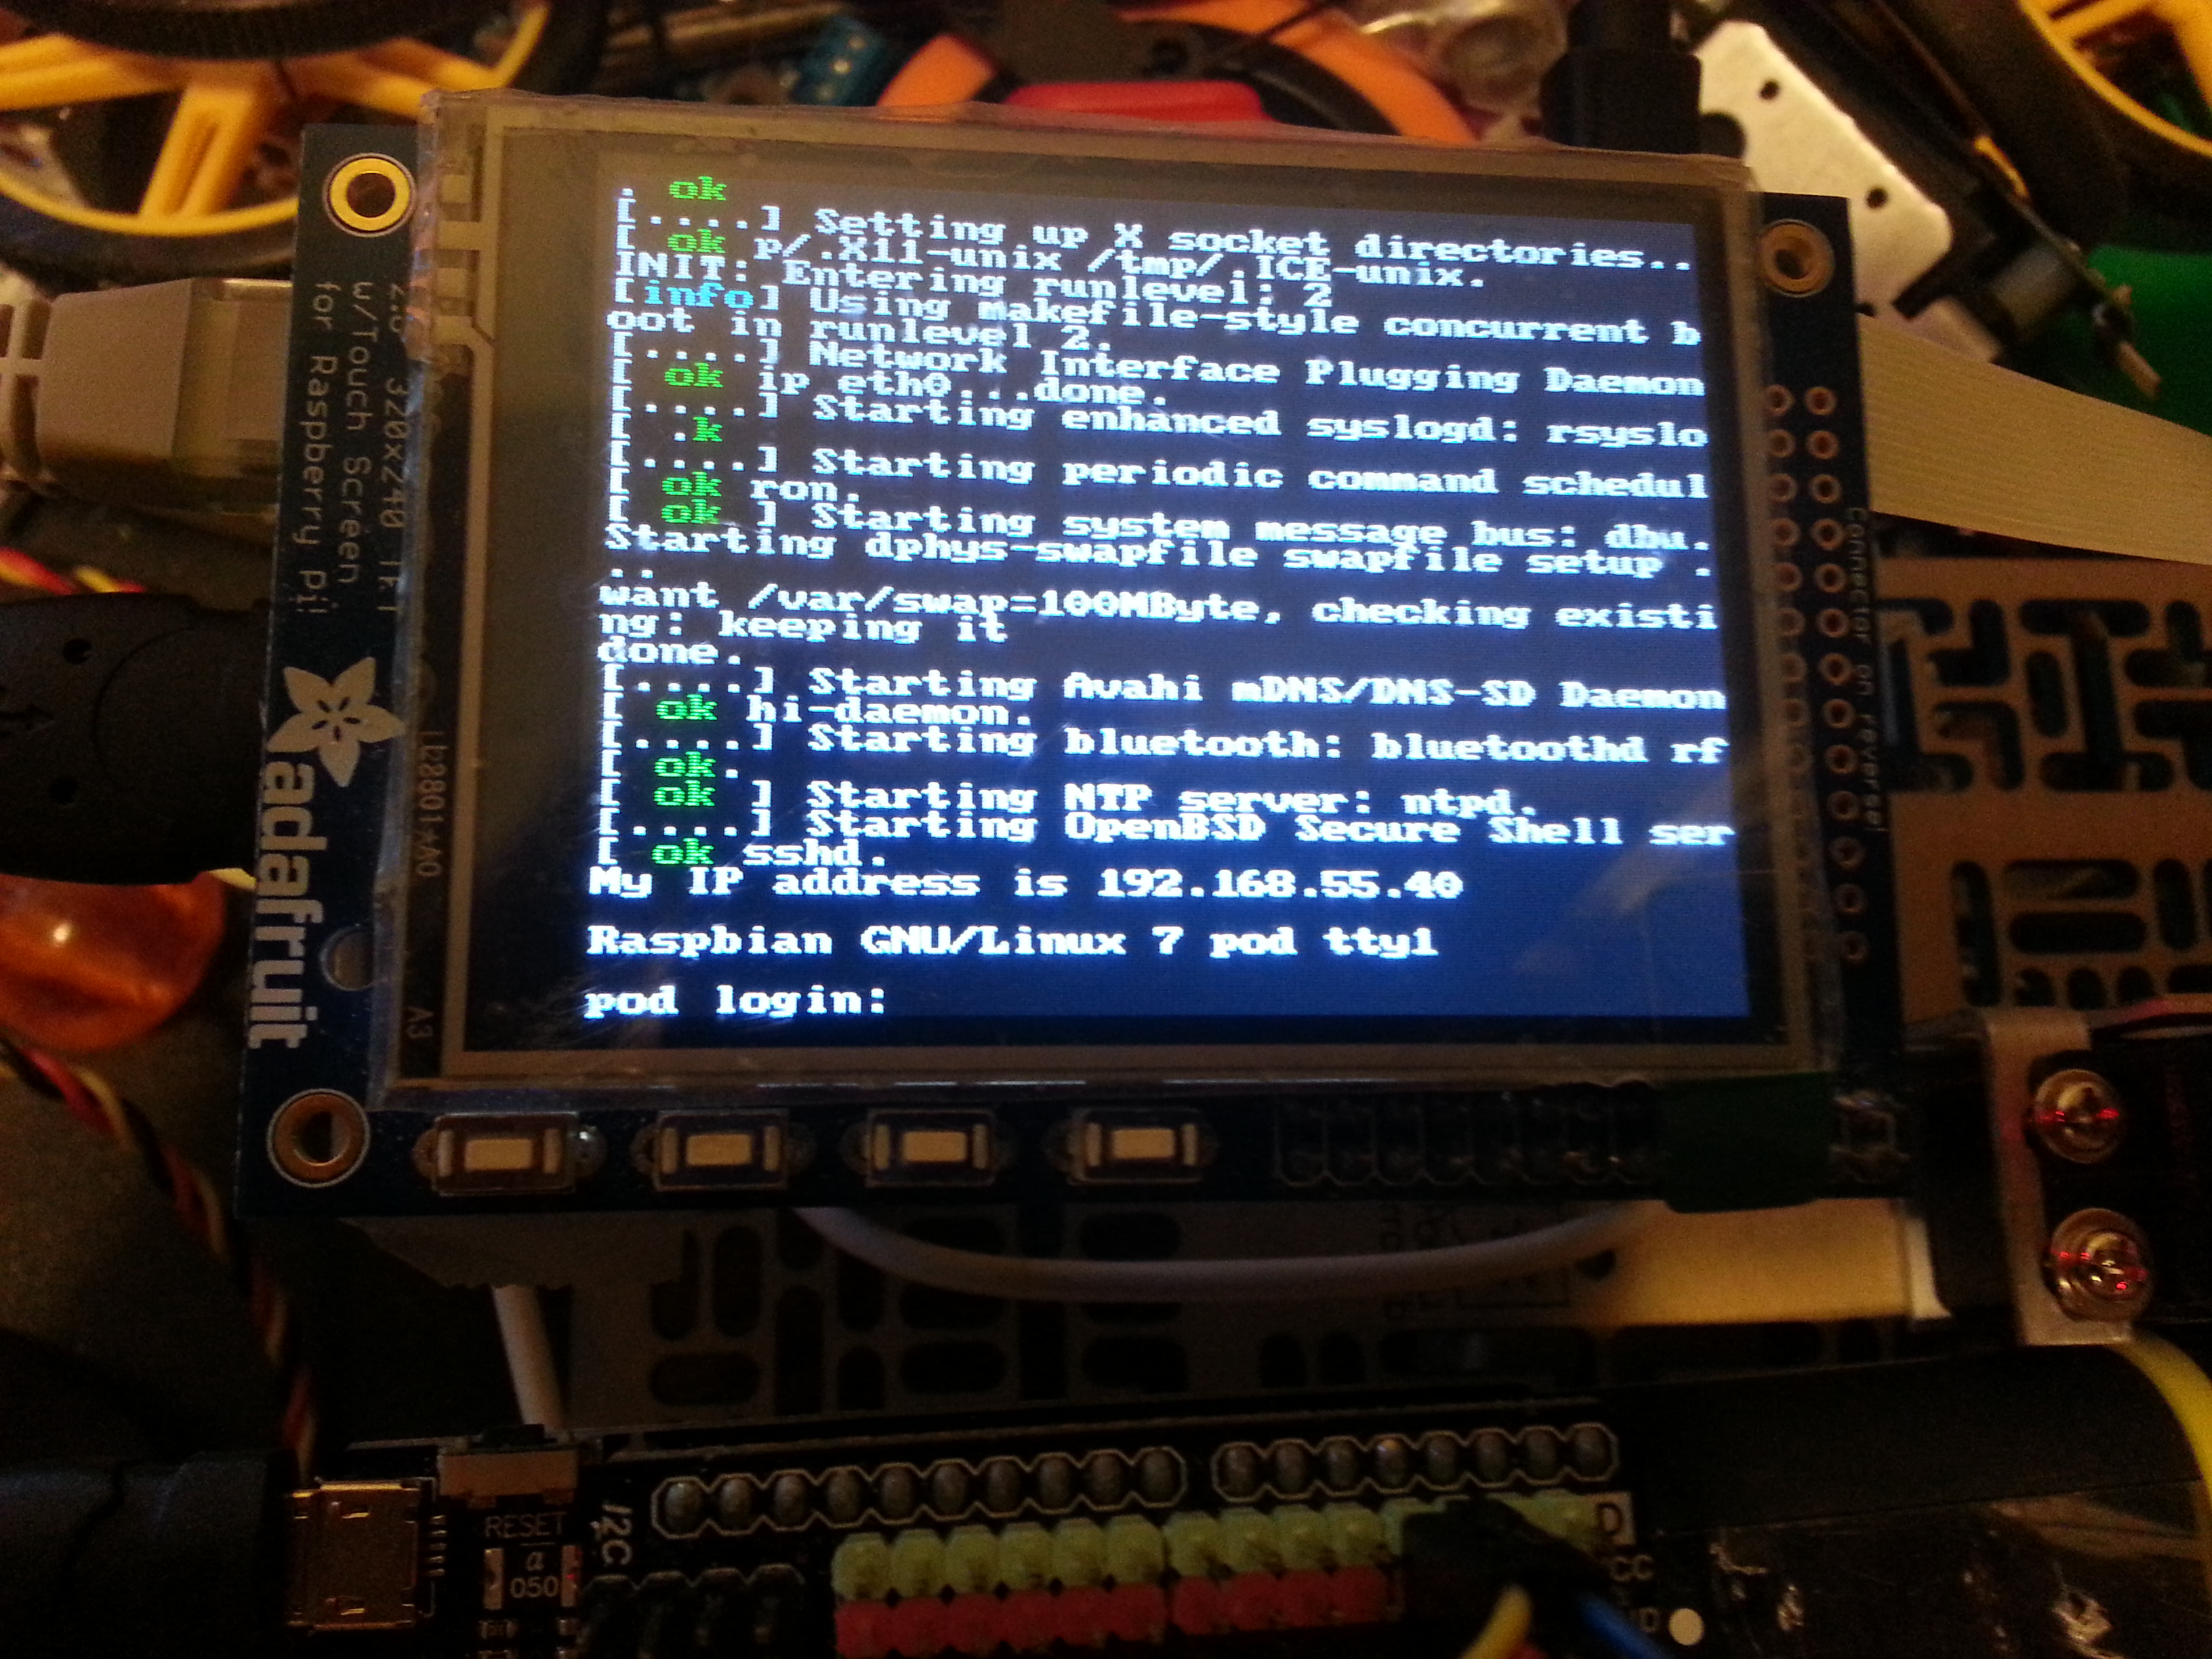 . ok
[....] Setting up X socket directories..
[ ok p/.X11-unix /tmp/.ICE-unix.
INIT: Entering runlevel: 2
[info] Using makefile-style concurrent b
oot in runlevel 2.
[....] Network Interface Plugging Daemon
[ ok ip eth0...done.
[....] Starting enhanced syslogd: rsyslo
[ .k
[....] Starting periodic command schedul
[ ok ron.
[ ok ] Starting system message bus: dbu.
Starting dphys-swapfile swapfile setup .
..
want /var/swap=100MByte, checking existi
ng: keeping it
done.
[....] Starting Avahi mDNS/DNS-SD Daemon
[ ok hi-daemon.
[....] Starting bluetooth: bluetoothd rf
[ ok.
[ ok ] Starting NTP server: ntpd.
[....] Starting OpenBSD Secure Shell ser
[ ok sshd.
My IP address is 192.168.55.40
Raspbian GNU/Linux 7 pod tty1
pod login:
320x240 TFT
w/Touch Screen
for Raspberry Pi!
adafruit
A3
Connector on reverse!
RESET
I2C
α
050
D